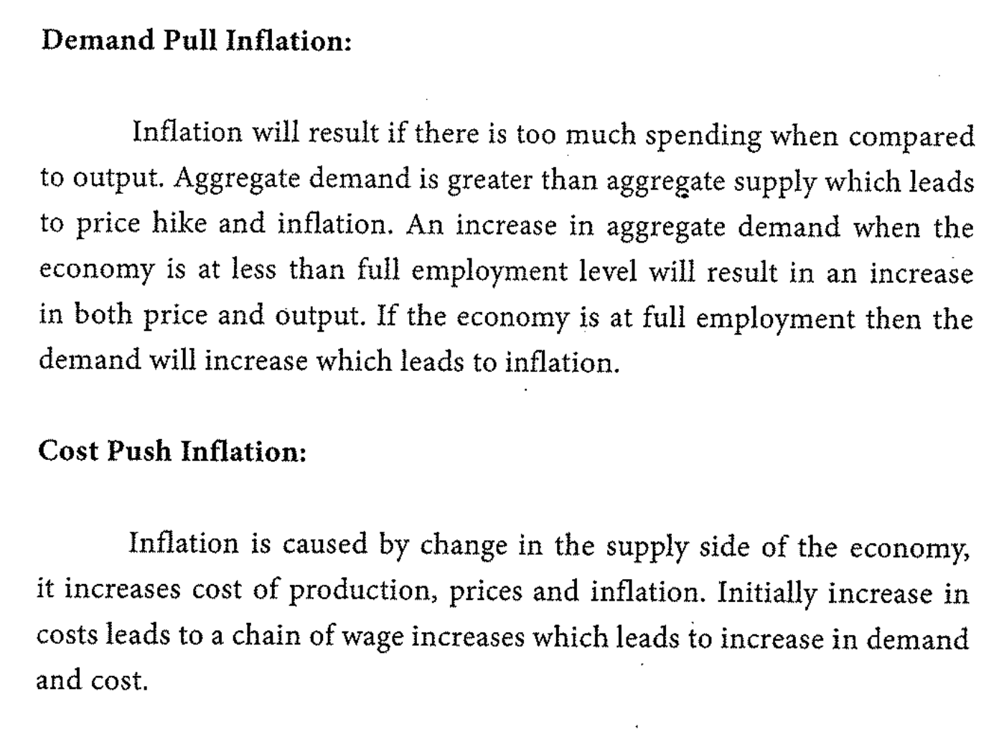 Demand Pull Inflation:
Inflation will result if there is too much spending when compared
to output. Aggregate demand is greater than aggregate supply which leads
to price hike and inflation. An increase in aggregate demand when the
economy is at less than full employment level will result in an increase
in both price and output. If the economy is at full employment then the
demand will increase which leads to inflation.
Cost Push Inflation:
Inflation is caused by change in the supply side of the economy,
it increases cost of production, prices and inflation. Initially increase in
costs leads to a chain of wage increases which leads to increase in demand
and cost.